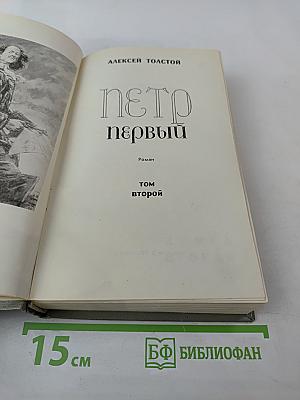 АЛЕКСЕЙ ТОЛСТОЙ
ПЕТР
ПЕРВЫЙ
Роман
ТОМ
ВТОРОЙ
15 см
БФ БИБЛИОФАН